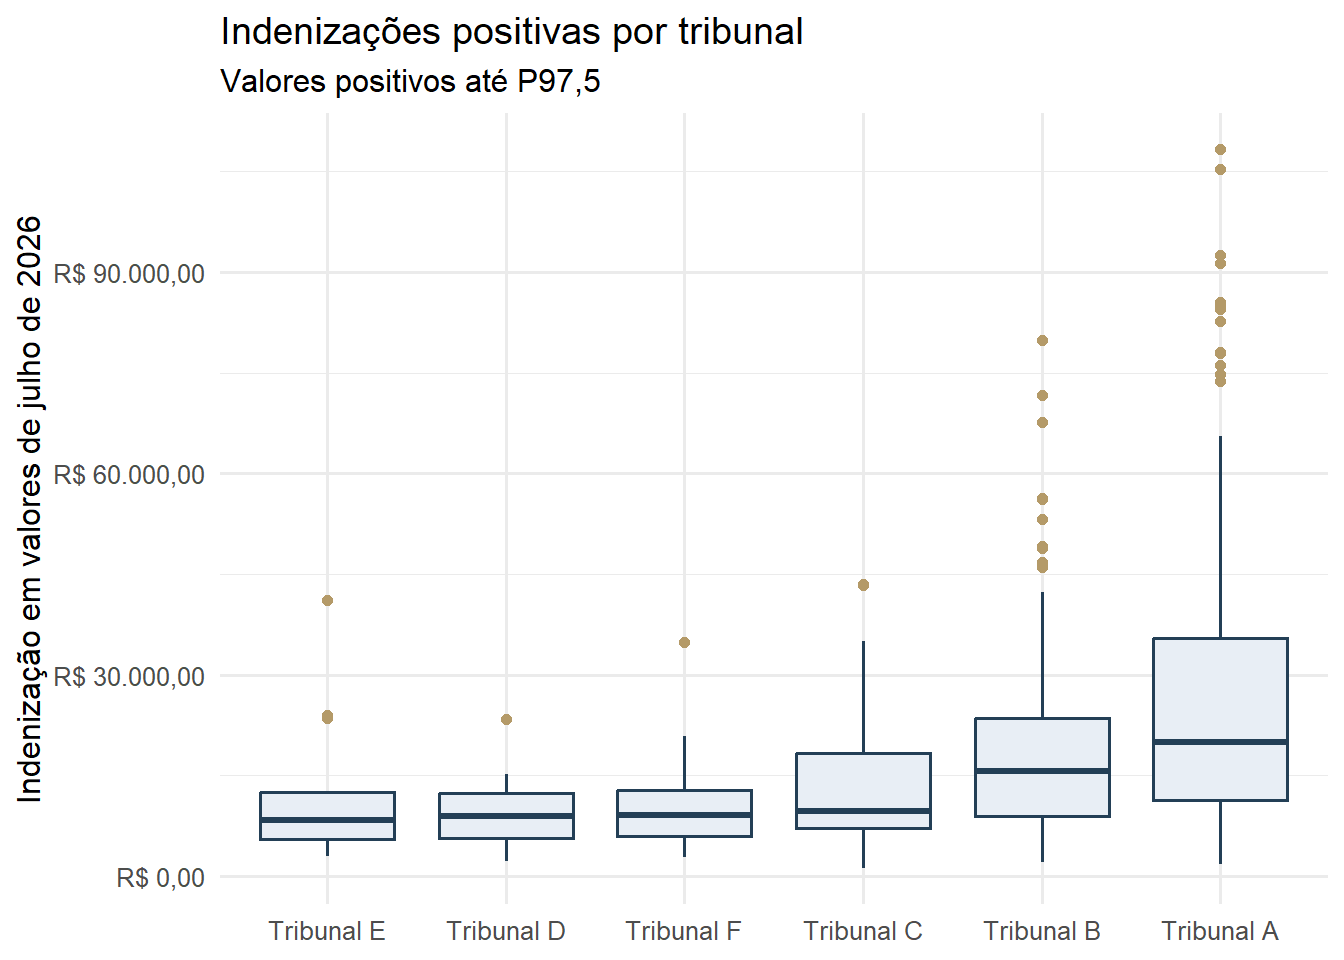 Indenizações positivas por tribunal
Valores positivos até P97,5
Indenização em valores de julho de 2026
R$ 90.000,00
R$ 60.000,00
R$ 30.000,00
R$ 0,00
Tribunal E
Tribunal D
Tribunal F
Tribunal C
Tribunal B
Tribunal A